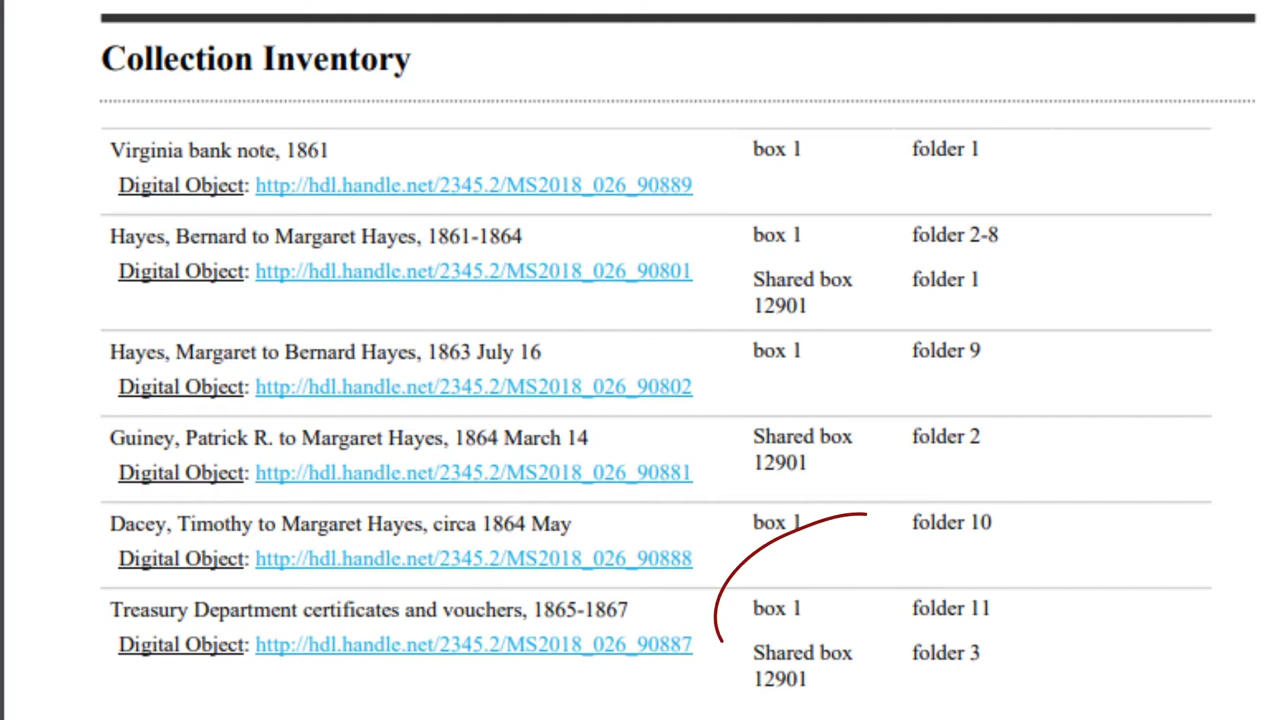 Collection Inventory
Virginia bank note, 1861 box 1 folder 1
Digital Object: http://hdl.handle.net/2345.2/MS2018_026_90889
Hayes, Bernard to Margaret Hayes, 1861-1864 box 1 folder 2-8
Digital Object: http://hdl.handle.net/2345.2/MS2018_026_90801
Shared box folder 1
12901
Hayes, Margaret to Bernard Hayes, 1863 July 16 box 1 folder 9
Digital Object: http://hdl.handle.net/2345.2/MS2018_026_90802
Guiney, Patrick R. to Margaret Hayes, 1864 March 14 Shared box folder 2
12901
Digital Object: http://hdl.handle.net/2345.2/MS2018_026_90881
Dacey, Timothy to Margaret Hayes, circa 1864 May box 1 folder 10
Digital Object: http://hdl.handle.net/2345.2/MS2018_026_90888
Treasury Department certificates and vouchers, 1865-1867 box 1 folder 11
Digital Object: http://hdl.handle.net/2345.2/MS2018_026_90887
Shared box folder 3
12901